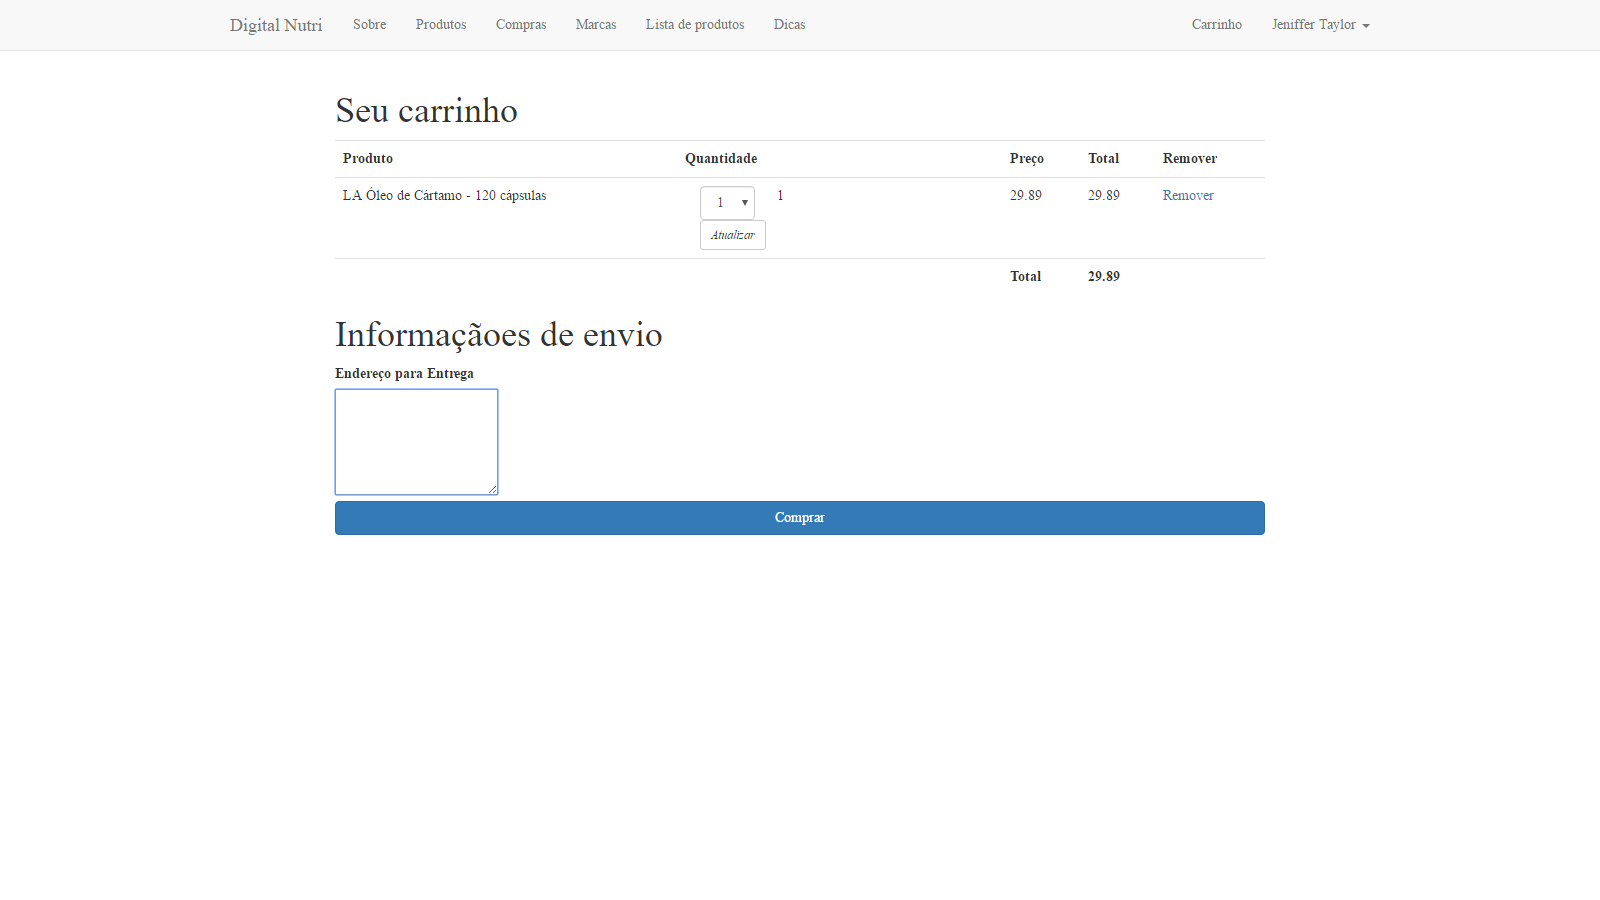 Digital Nutri Sobre Produtos Compras Marcas Lista de produtos Dicas Carrinho Jeniffer Taylor
Seu carrinho
Produto Quantidade Preço Total Remover
LA Óleo de Cártamo - 120 cápsulas 1 1 29.89 29.89 Remover
Atualizar
Total 29.89
Informaçãoes de envio
Endereço para Entrega
Comprar